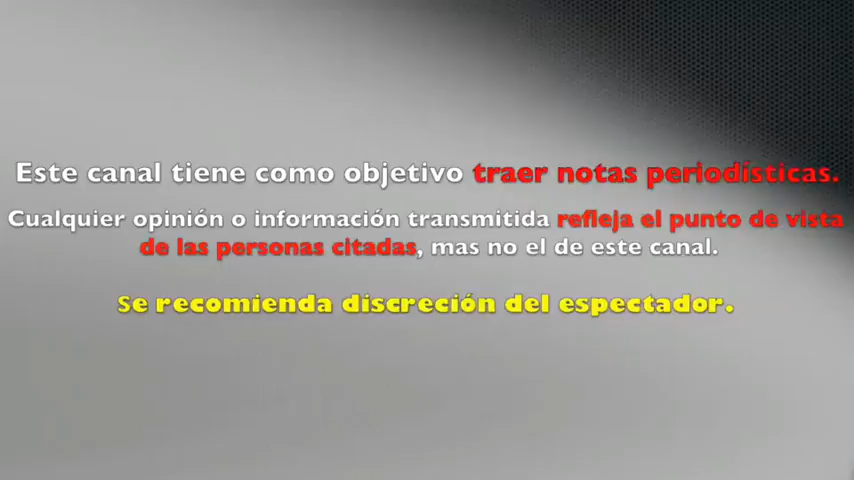 Este canal tiene como objetivo traer notas periodísticas.
Cualquier opinión o información transmitida refleja el punto de vista
de las personas citadas, mas no el de este canal.
Se recomienda discreción del espectador.